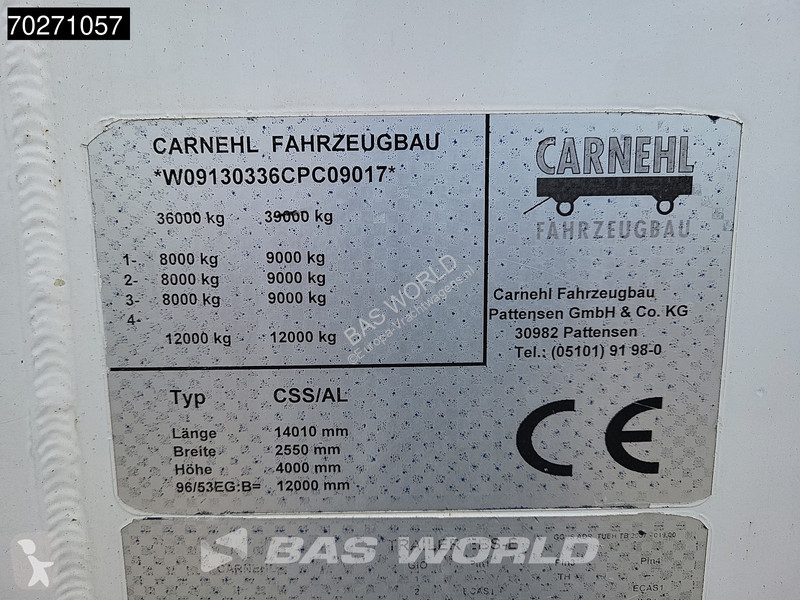 70271057
CARNEHL FAHRZEUGBAU
*W09130336CPC09017*
36000 kg 39000 kg
1- 8000 kg 9000 kg
2- 8000 kg 9000 kg
3- 8000 kg 9000 kg
4-
12000 kg 12000 kg
CARNEHL
FAHRZEUGBAU
Carnehl Fahrzeugbau
Pattensen GmbH & Co. KG
30982 Pattensen
Tel.: (05101) 91 98-0
Typ CSS/AL
Länge 14010 mm
Breite 2550 mm
Höhe 4000 mm
96/53EG:B= 12000 mm
CE
BAS WORLD
BAS WORLD
CARNEHL
GIO
ECAS1